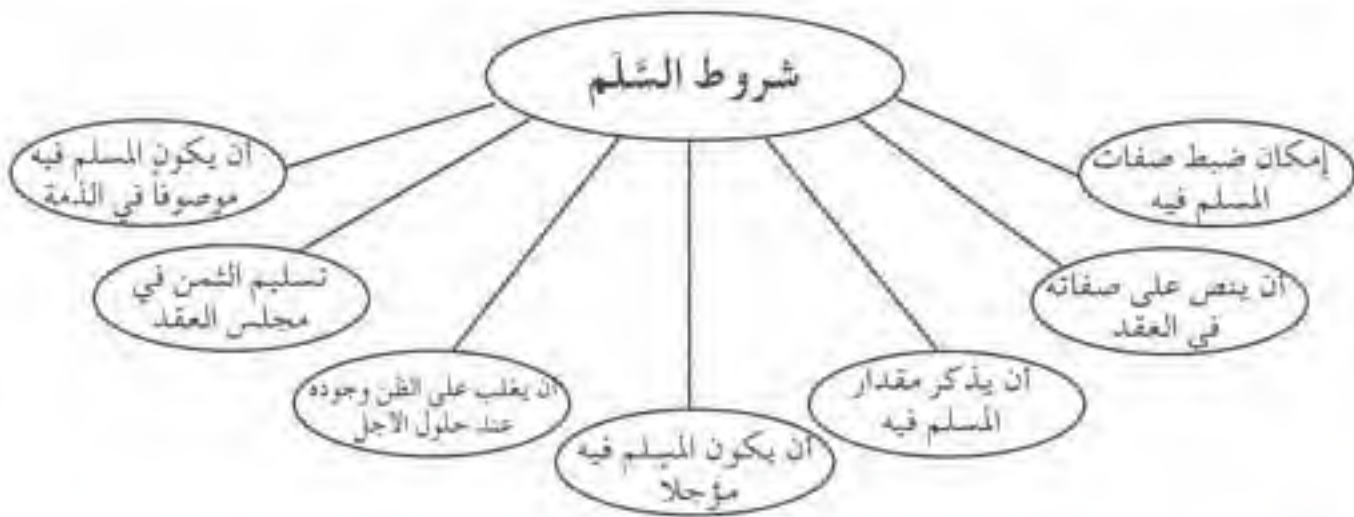 شروط السَّلَم
إمكان ضبط صفات
المسلم فيه
أن ينص على صفاته
في العقد
أن يذكر مقدار
المسلم فيه
أن يكون المسلم فيه
مؤجلا
أن يغلب على الظن وجوده
عند حلول الأجل
تسليم الثمن في
مجلس العقد
أن يكون المسلم فيه
موصوفاً في الذمة